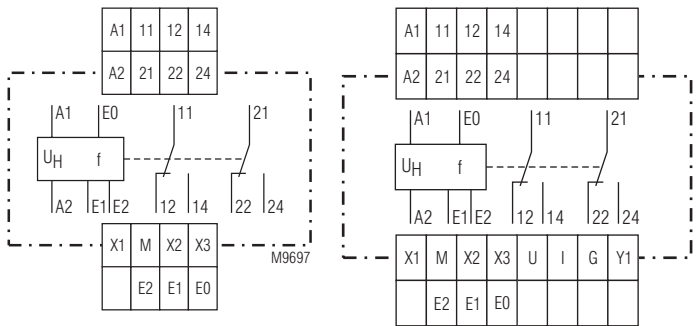 A1 11 12 14
A2 21 22 24
A1 E0 11 21
UH f
A2 E1 E2 12 14 22 24
X1 M X2 X3
E2 E1 E0
M9697
A1 11 12 14
A2 21 22 24
A1 E0 11 21
UH f
A2 E1 E2 12 14 22 24
X1 M X2 X3 U I G Y1
E2 E1 E0